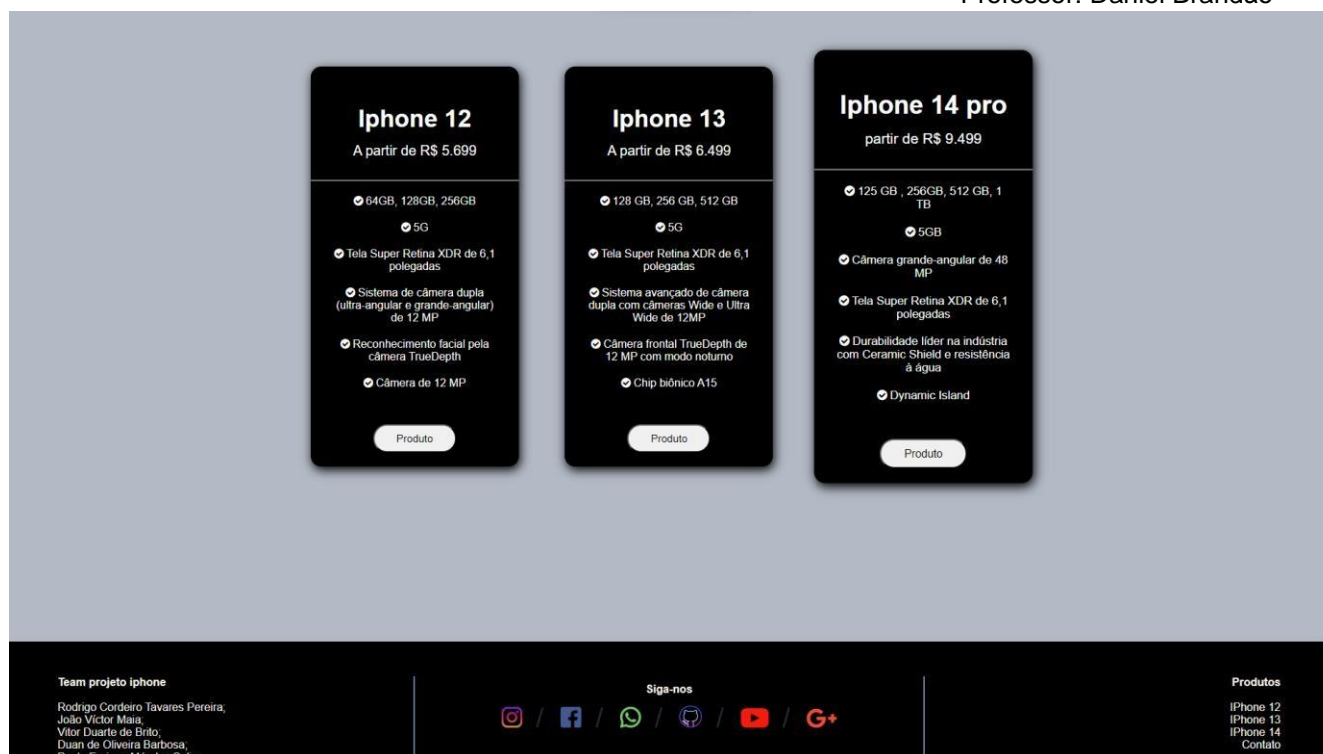 Professor: Daniel Brandão
Iphone 12
A partir de R$ 5.699
64GB, 128GB, 256GB
5G
Tela Super Retina XDR de 6,1
polegadas
Sistema de câmera dupla
(ultra-angular e grande-angular)
de 12 MP
Reconhecimento facial pela
câmera TrueDepth
Câmera de 12 MP
Produto
Iphone 13
A partir de R$ 6.499
128 GB, 256 GB, 512 GB
5G
Tela Super Retina XDR de 6,1
polegadas
Sistema avançado de câmera
dupla com câmeras Wide e Ultra
Wide de 12MP
Câmera frontal TrueDepth de
12 MP com modo noturno
Chip biônico A15
Produto
Iphone 14 pro
partir de R$ 9.499
125 GB , 256GB, 512 GB, 1
TB
5GB
Câmera grande-angular de 48
MP
Tela Super Retina XDR de 6,1
polegadas
Durabilidade líder na indústria
com Ceramic Shield e resistência
à água
Dynamic Island
Produto
Team projeto iphone
Rodrigo Cordeiro Tavares Pereira;
João Víctor Maia;
Vitor Duarte de Brito;
Duan de Oliveira Barbosa;
Siga-nos
/ / / / /
G+
Produtos
IPhone 12
IPhone 13
IPhone 14
Contato